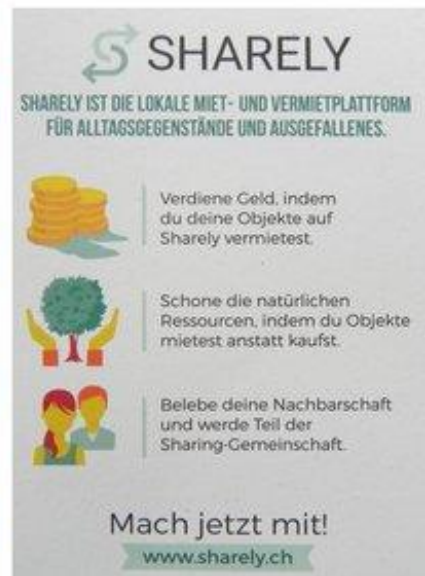 SHARELY
SHARELY IST DIE LOKALE MIET- UND VERMIETPLATTFORM
FÜR ALLTAGSGEGENSTÄNDE UND AUSGEFALLENES.
Verdiene Geld, indem
du deine Objekte auf
Sharely vermietest.
Schone die natürlichen
Ressourcen, indem du Objekte
mietest anstatt kaufst.
Belebe deine Nachbarschaft
und werde Teil der
Sharing-Gemeinschaft.
Mach jetzt mit!
www.sharely.ch